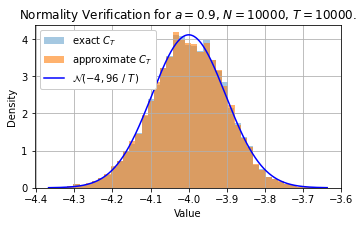 Normality Verification for a = 0.9, N = 10000, T = 10000.
exact C_T
approximate C_T
𝒩(−4, 96 / T)
Density
4
3
2
1
0
−4.4 −4.3 −4.2 −4.1 −4.0 −3.9 −3.8 −3.7 −3.6
Value